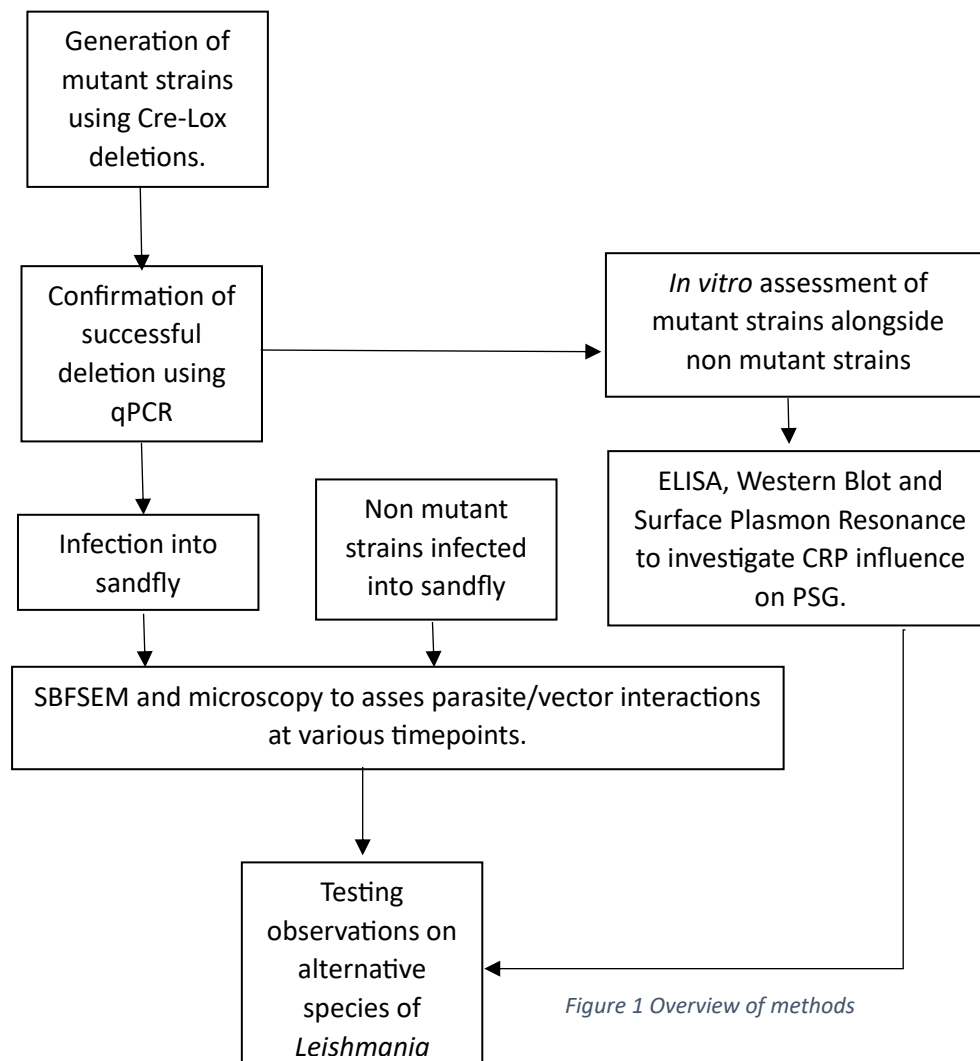 Generation of
mutant strains
using Cre-Lox
deletions.
Confirmation of
successful
deletion using
qPCR
In vitro assessment of
mutant strains alongside
non mutant strains
Infection into
sandfly
Non mutant
strains infected
into sandfly
ELISA, Western Blot and
Surface Plasmon Resonance
to investigate CRP influence
on PSG.
SBFSEM and microscopy to asses parasite/vector interactions
at various timepoints.
Testing
observations on
alternative
species of
Leishmania
Figure 1 Overview of methods